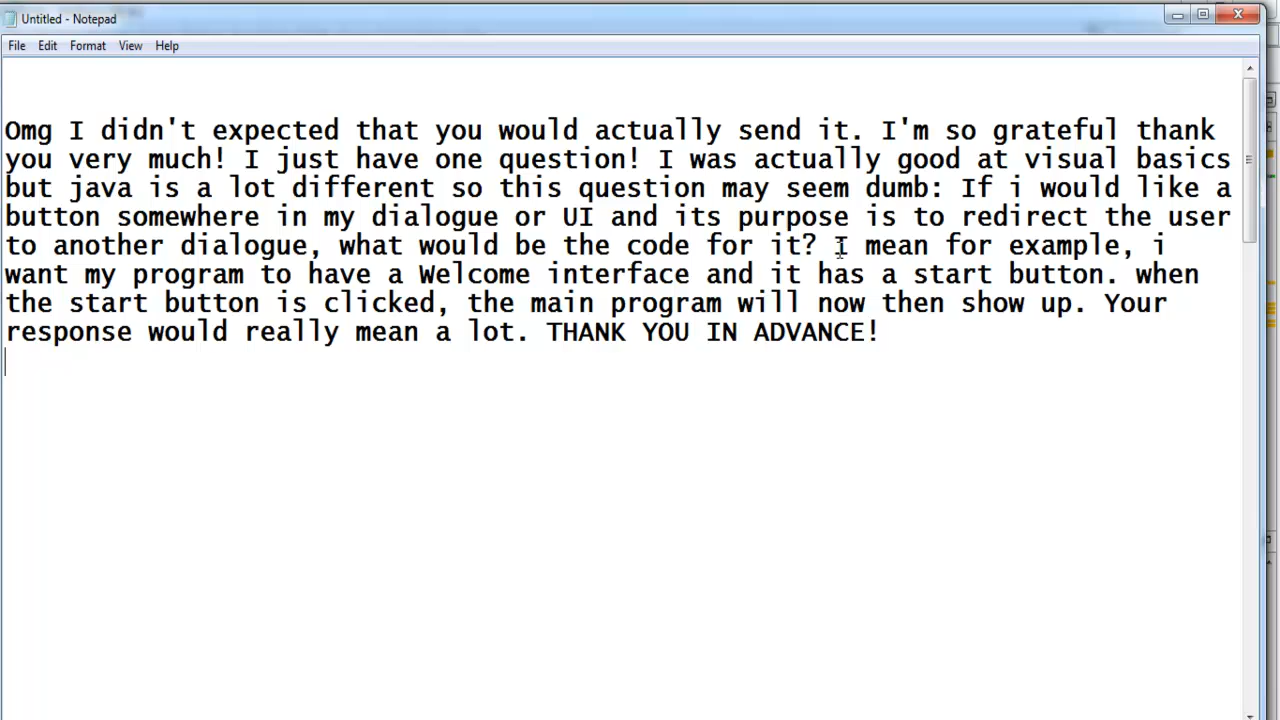 Untitled - Notepad
File Edit Format View Help
Omg I didn't expected that you would actually send it. I'm so grateful thank
you very much! I just have one question! I was actually good at visual basics
but java is a lot different so this question may seem dumb: If i would like a
button somewhere in my dialogue or UI and its purpose is to redirect the user
to another dialogue, what would be the code for it? I mean for example, i
want my program to have a Welcome interface and it has a start button. when
the start button is clicked, the main program will now then show up. Your
response would really mean a lot. THANK YOU IN ADVANCE!